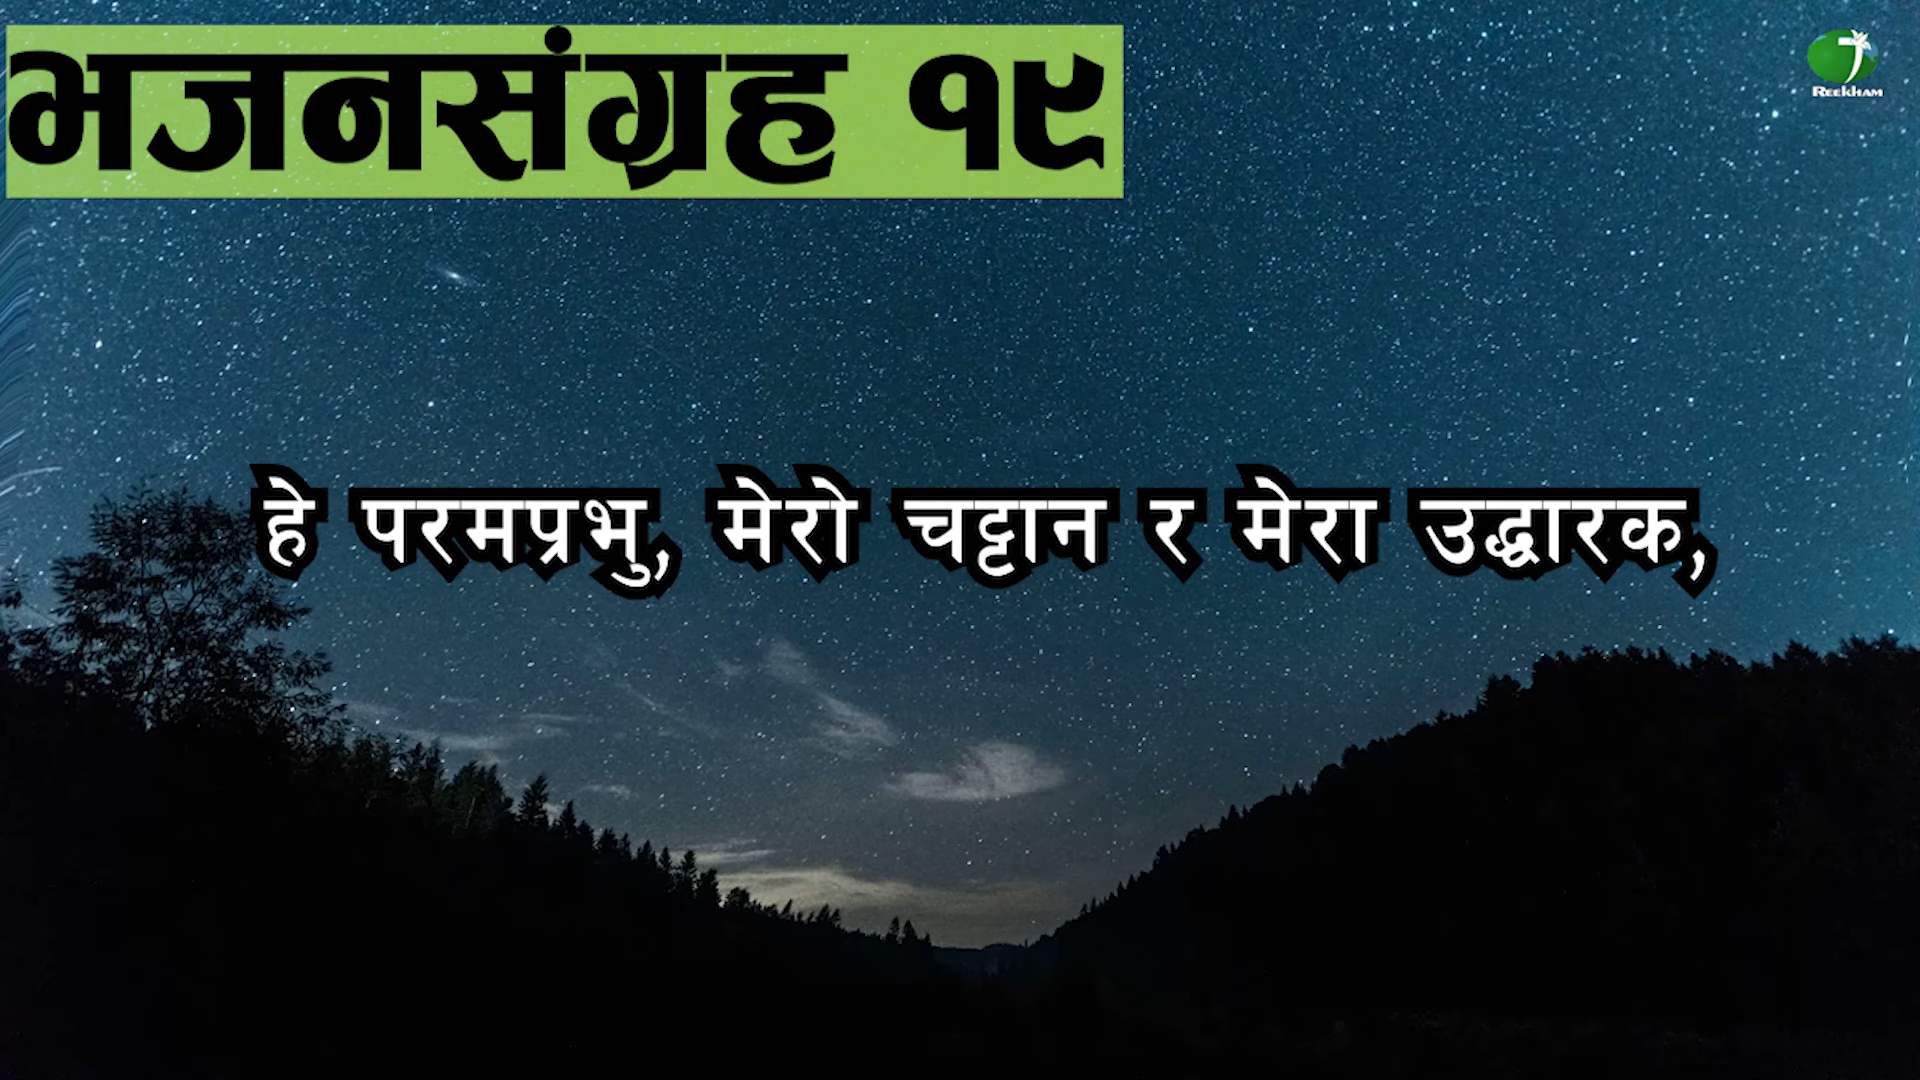 भजनसंग्रह १९
Reekham
हे परमप्रभु, मेरो चट्टान र मेरा उद्धारक,